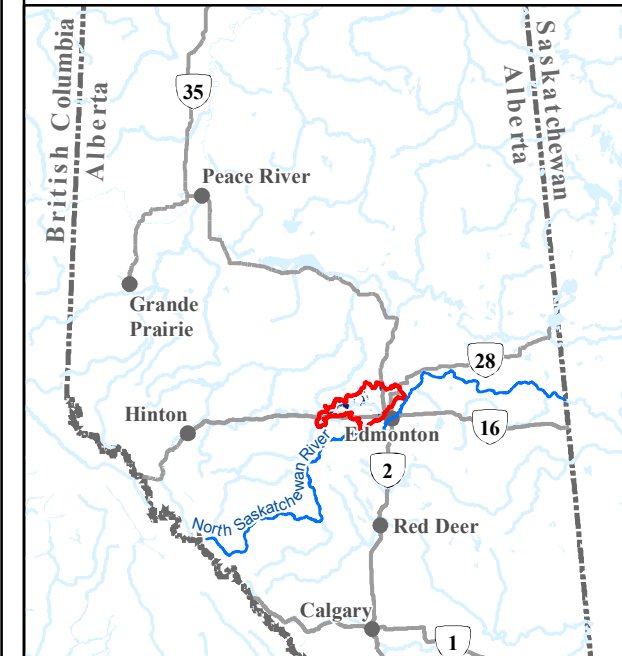 British Columbia
Alberta
Saskatchewan
Alberta
35
Peace River
Grande
Prairie
28
Hinton
Edmonton
16
North Saskatchewan River
2
Red Deer
Calgary
1